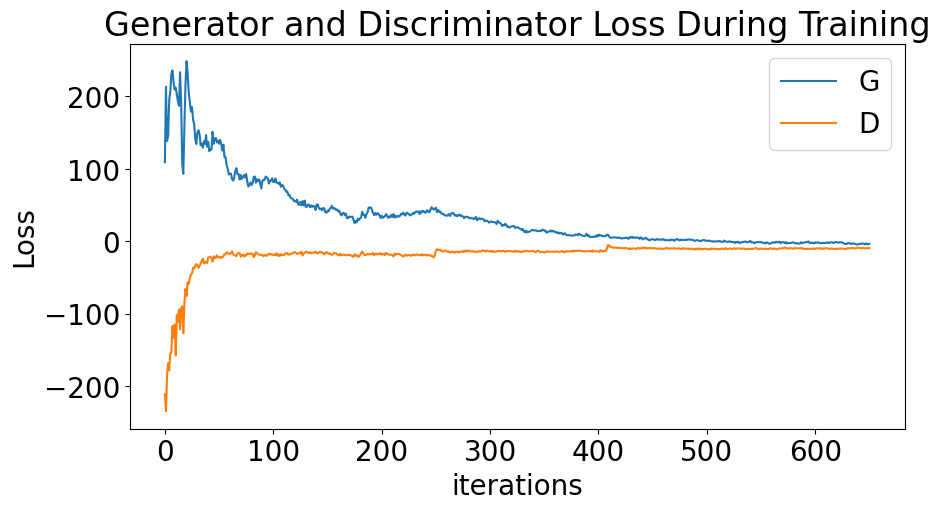 Generator and Discriminator Loss During Training
G
D
200
100
0
−100
−200
Loss
0 100 200 300 400 500 600
iterations